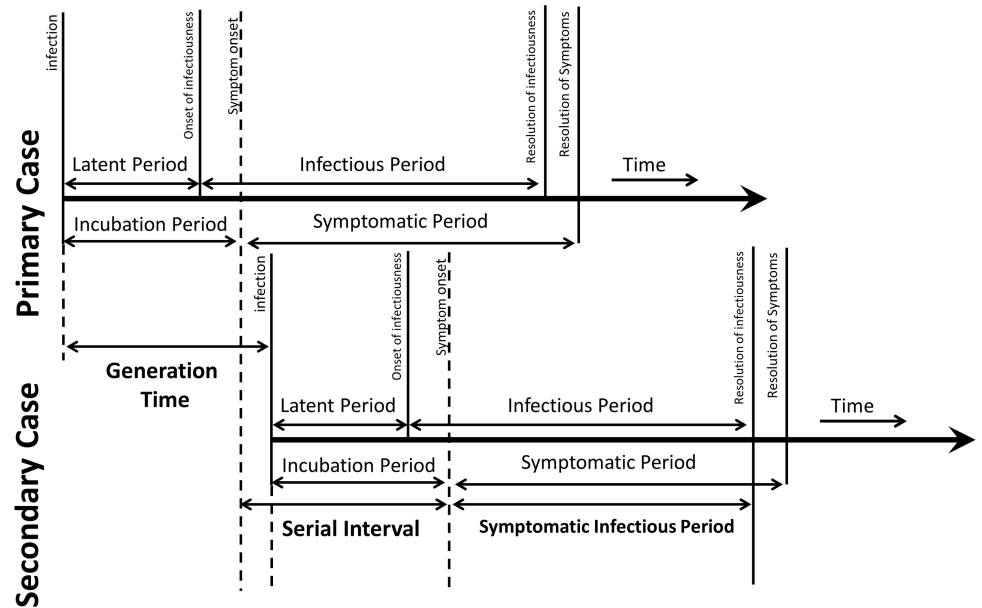 Primary Case
infection
Onset of infectiousness
Symptom onset
Resolution of infectiousness
Resolution of Symptoms
Latent Period
Infectious Period
Time
Incubation Period
Symptomatic Period
Generation
Time
Secondary Case
infection
Onset of infectiousness
Symptom onset
Resolution of infectiousness
Resolution of Symptoms
Latent Period
Infectious Period
Time
Incubation Period
Symptomatic Period
Serial Interval
Symptomatic Infectious Period